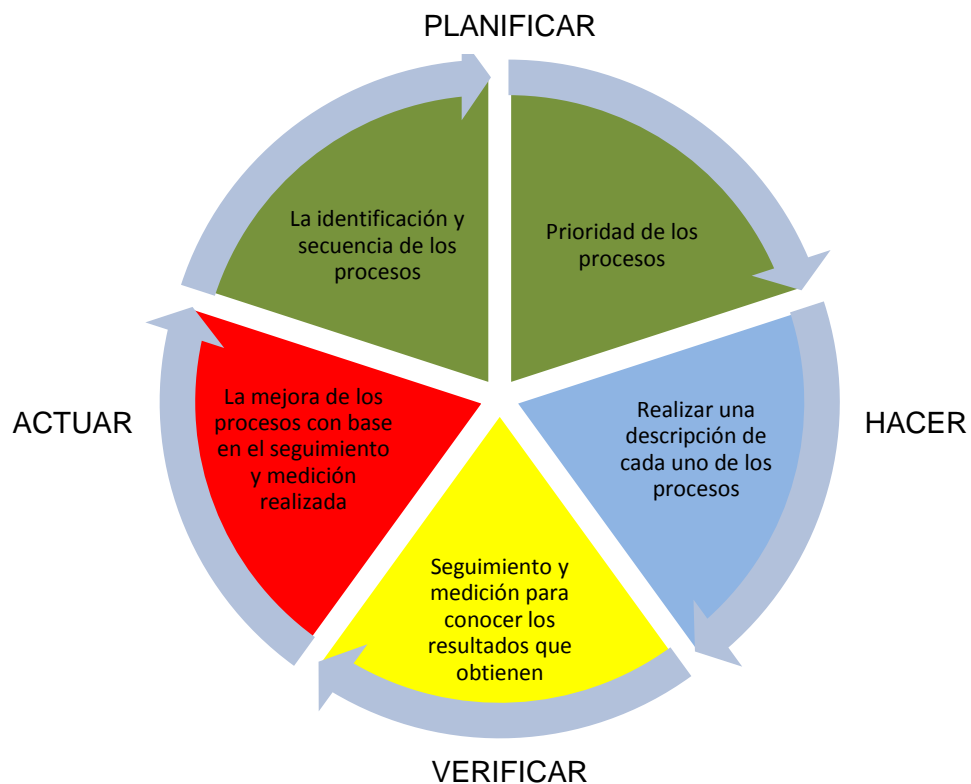 PLANIFICAR
La identificación y
secuencia de los
procesos
Prioridad de los
procesos
ACTUAR
La mejora de los
procesos con base
en el seguimiento
y medición
realizada
Realizar una
descripción de
cada uno de los
procesos
HACER
Seguimiento y
medición para
conocer los
resultados que
obtienen
VERIFICAR